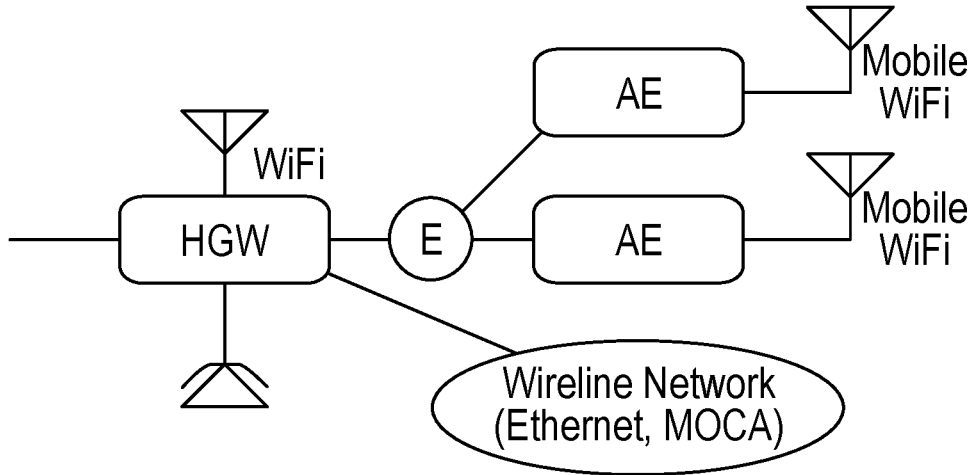 AE
Mobile
WiFi
WiFi
HGW
E
AE
Mobile
WiFi
Wireline Network
(Ethernet, MOCA)